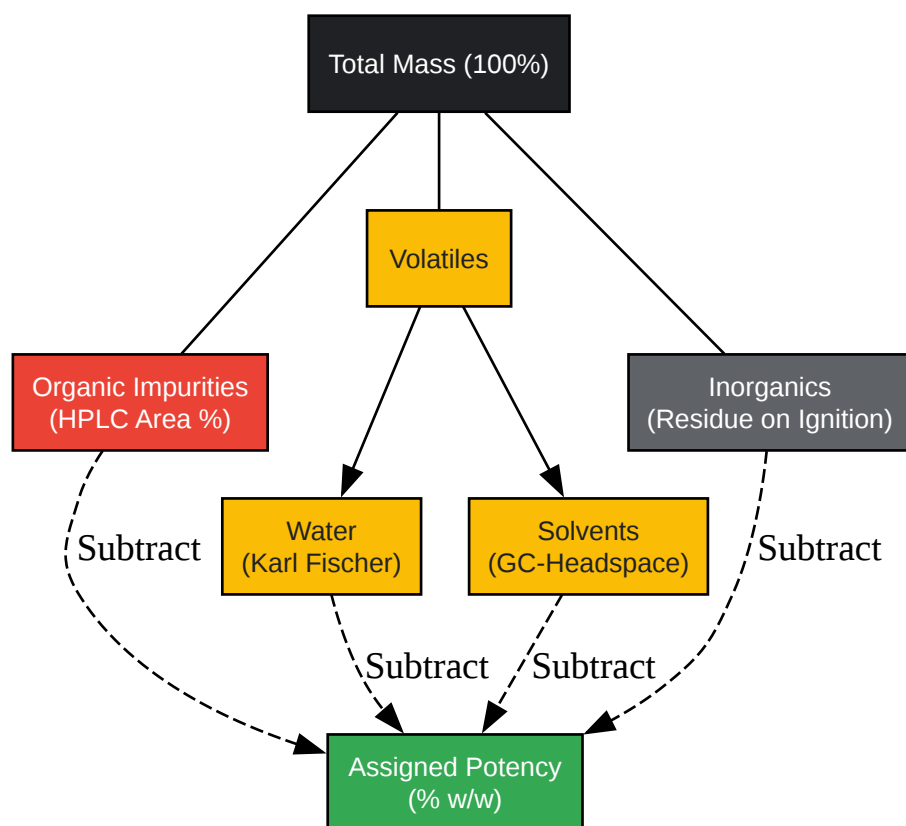 Total Mass (100%)
Volatiles
Organic Impurities
(HPLC Area %)
Inorganics
(Residue on Ignition)
Water
(Karl Fischer)
Solvents
(GC-Headspace)
Subtract
Subtract
Subtract
Subtract
Assigned Potency
(% w/w)